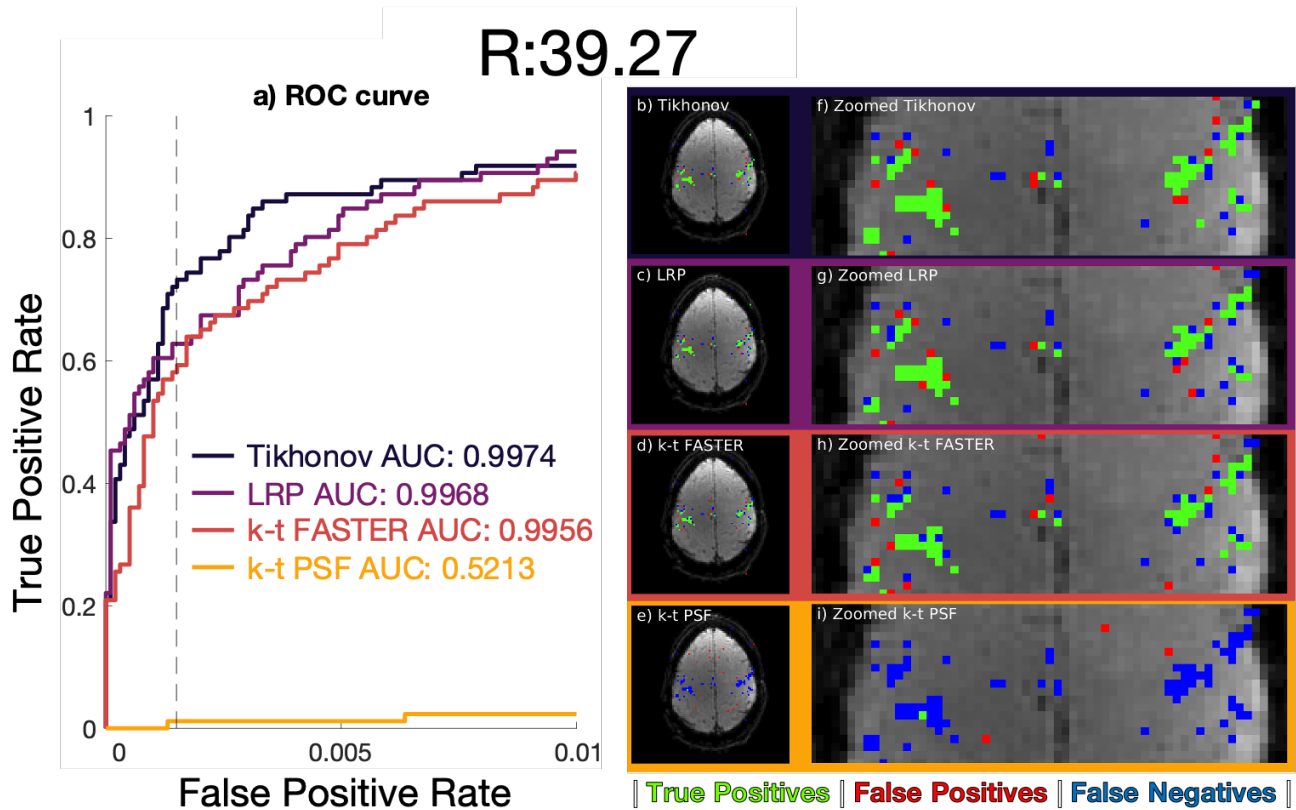 R:39.27
a) ROC curve
1
0.8
0.6
0.4
0.2
0
True Positive Rate
Tikhonov AUC: 0.9974
LRP AUC: 0.9968
k-t FASTER AUC: 0.9956
k-t PSF AUC: 0.5213
0
0.005
0.01
False Positive Rate
b) Tikhonov
f) Zoomed Tikhonov
c) LRP
g) Zoomed LRP
d) k-t FASTER
h) Zoomed k-t FASTER
e) k-t PSF
i) Zoomed k-t PSF
| True Positives | False Positives | False Negatives |